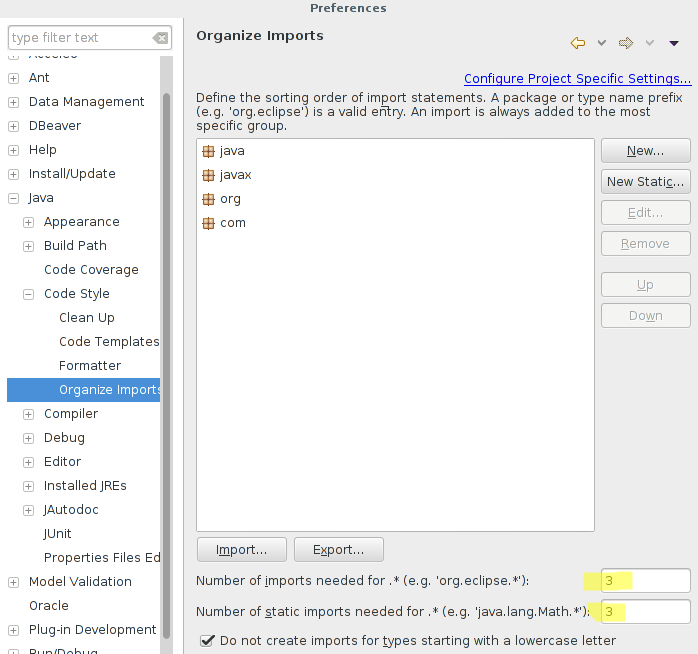 Preferences
type filter text
Ant
Data Management
DBeaver
Help
Install/Update
Java
Appearance
Build Path
Code Coverage
Code Style
Clean Up
Code Templates
Formatter
Organize Imports
Compiler
Debug
Editor
Installed JREs
JAutodoc
JUnit
Properties Files Ed
Model Validation
Oracle
Plug-in Development
Run/Debug
Organize Imports
Configure Project Specific Settings...
Define the sorting order of import statements. A package or type name prefix
(e.g. 'org.eclipse') is a valid entry. An import is always added to the most
specific group.
java
javax
org
com
New...
New Static...
Edit...
Remove
Up
Down
Import...
Export...
Number of imports needed for .* (e.g. 'org.eclipse.*'): 3
Number of static imports needed for .* (e.g. 'java.lang.Math.*'): 3
Do not create imports for types starting with a lowercase letter